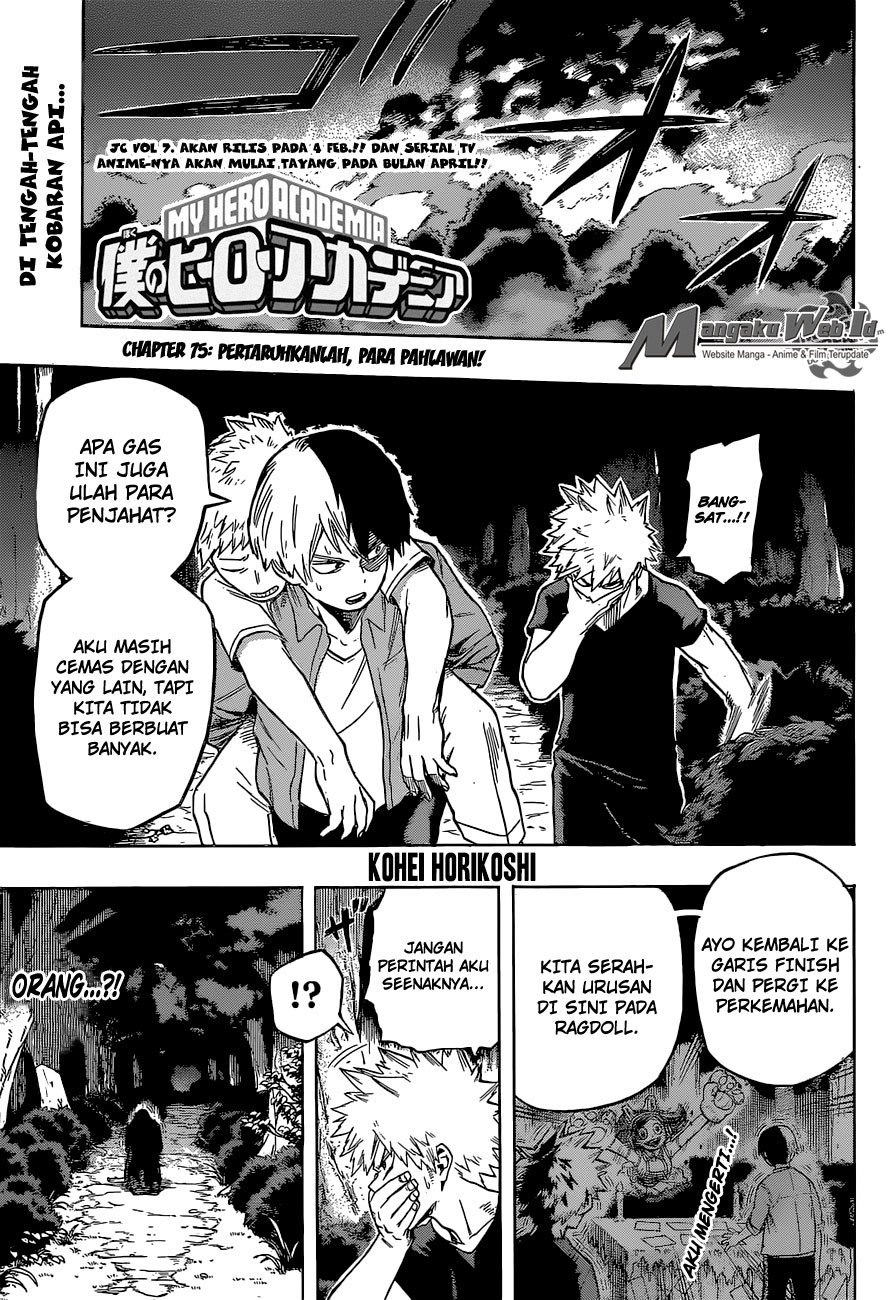 DI TENGAH-TENGAH
KOBARAN API...
ゴオ
JC VOL 7. AKAN RILIS PADA 4 FEB.!! DAN SERIAL TV
ANIME-NYA AKAN MULAI TAYANG PADA BULAN APRIL!!
MY HERO ACADEMIA
僕のヒーローアカデミア
Mangaku.Web.Id
Website Manga - Anime & Film Terupdate
CHAPTER 75: PERTARUHKANLAH, PARA PAHLAWAN!
BANG-
SAT...!!
APA GAS
INI JUGA
ULAH PARA
PENJAHAT?
AKU MASIH
CEMAS DENGAN
YANG LAIN, TAPI
KITA TIDAK
BISA BERBUAT
BANYAK.
KOHEI HORIKOSHI
AYO KEMBALI KE
GARIS FINISH
DAN PERGI KE
PERKEMAHAN.
KITA SERAH-
KAN URUSAN
DI SINI PADA
RAGDOLL.
AKU MENGERTI...!
JANGAN
PERINTAH AKU
SEENAKNYA...
ザ
!?
ORANG...?!